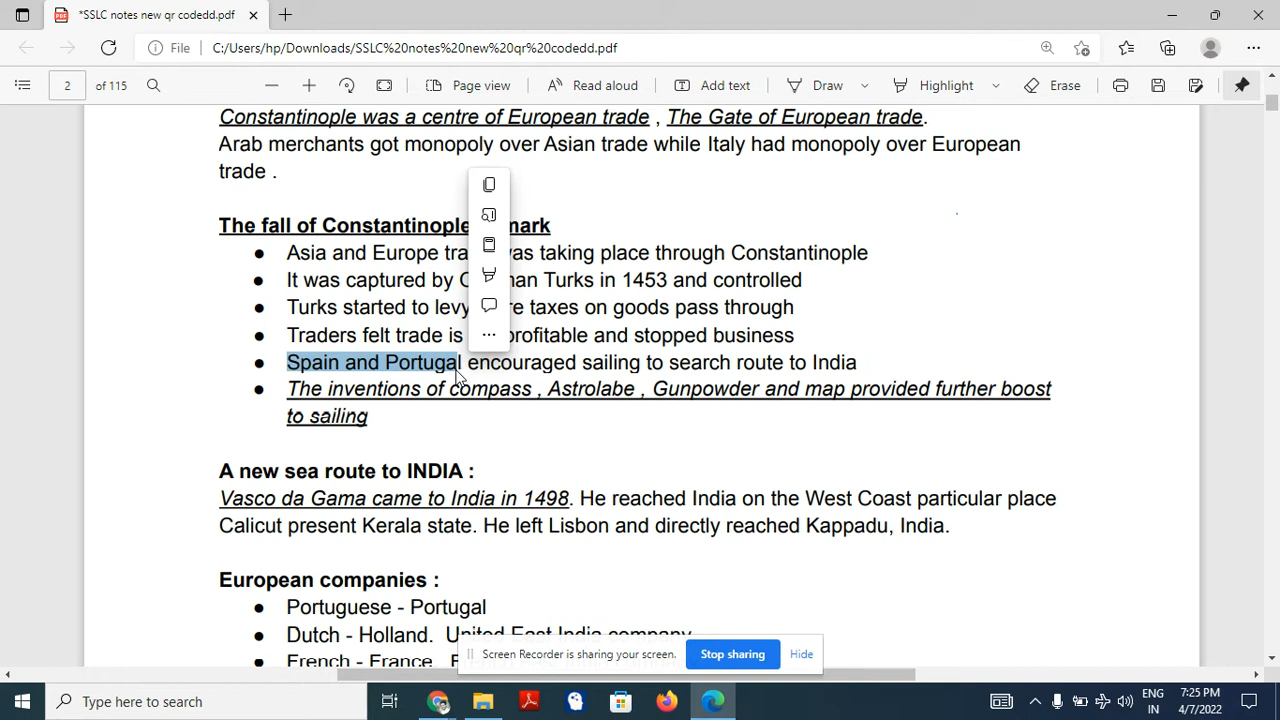 *SSLC notes new qr codedd.pdf
File C:/Users/hp/Downloads/SSLC%20notes%20new%20qr%20codedd.pdf
2 of 115 Page view Read aloud Add text Draw Highlight Erase
Constantinople was a centre of European trade , The Gate of European trade.
Arab merchants got monopoly over Asian trade while Italy had monopoly over European
trade .
The fall of Constantinople mark
Asia and Europe was taking place through Constantinople
It was captured by Turks in 1453 and controlled
Turks started to levy taxes on goods pass through
Traders felt trade is and stopped business
Spain and Portugal encouraged sailing to search route to India
The inventions of compass , Astrolabe , Gunpowder and map provided further boost
to sailing
A new sea route to INDIA :
Vasco da Gama came to India in 1498. He reached India on the West Coast particular place
Calicut present Kerala state. He left Lisbon and directly reached Kappadu, India.
European companies :
Portuguese - Portugal
Dutch - Holland. United East India company
French - France.
Screen Recorder is sharing your screen. Stop sharing Hide
Type here to search
ENG
IN
7:25 PM
4/7/2022